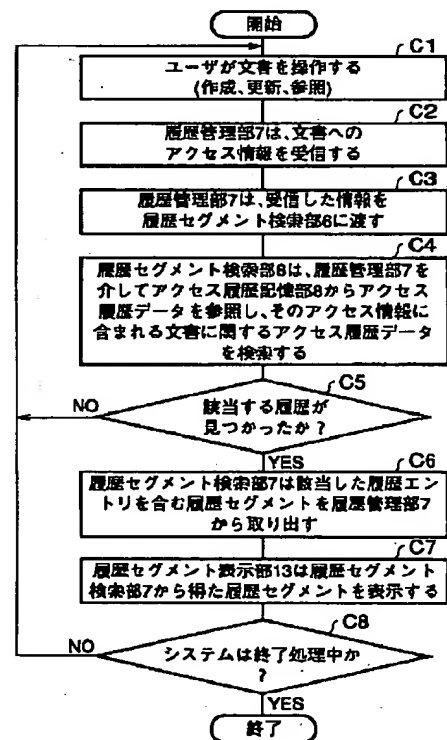 開始
C1
ユーザが文書を操作する
(作成、更新、参照)
C2
履歴管理部7は、文書への
アクセス情報を受信する
C3
履歴管理部7は、受信した情報を
履歴セグメント検索部6に渡す
C4
履歴セグメント検索部6は、履歴管理部7を
介してアクセス履歴記憶部8からアクセス
履歴データを参照し、そのアクセス情報に
含まれる文書に関するアクセス履歴データ
を検索する
C5
NO
該当する履歴が
見つかったか?
YES
C6
履歴セグメント検索部7は該当した履歴エン
トリを含む履歴セグメントを履歴管理部7
から取り出す
C7
履歴セグメント表示部13は履歴セグメント
検索部7から得た履歴セグメントを表示する
C8
NO
システムは終了処理中か
?
YES
終了